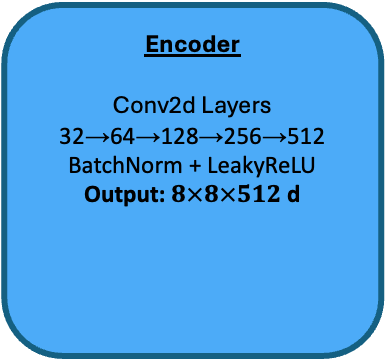 Encoder
Conv2d Layers
32→64→128→256→512
BatchNorm + LeakyReLU
Output: 8×8×512 d